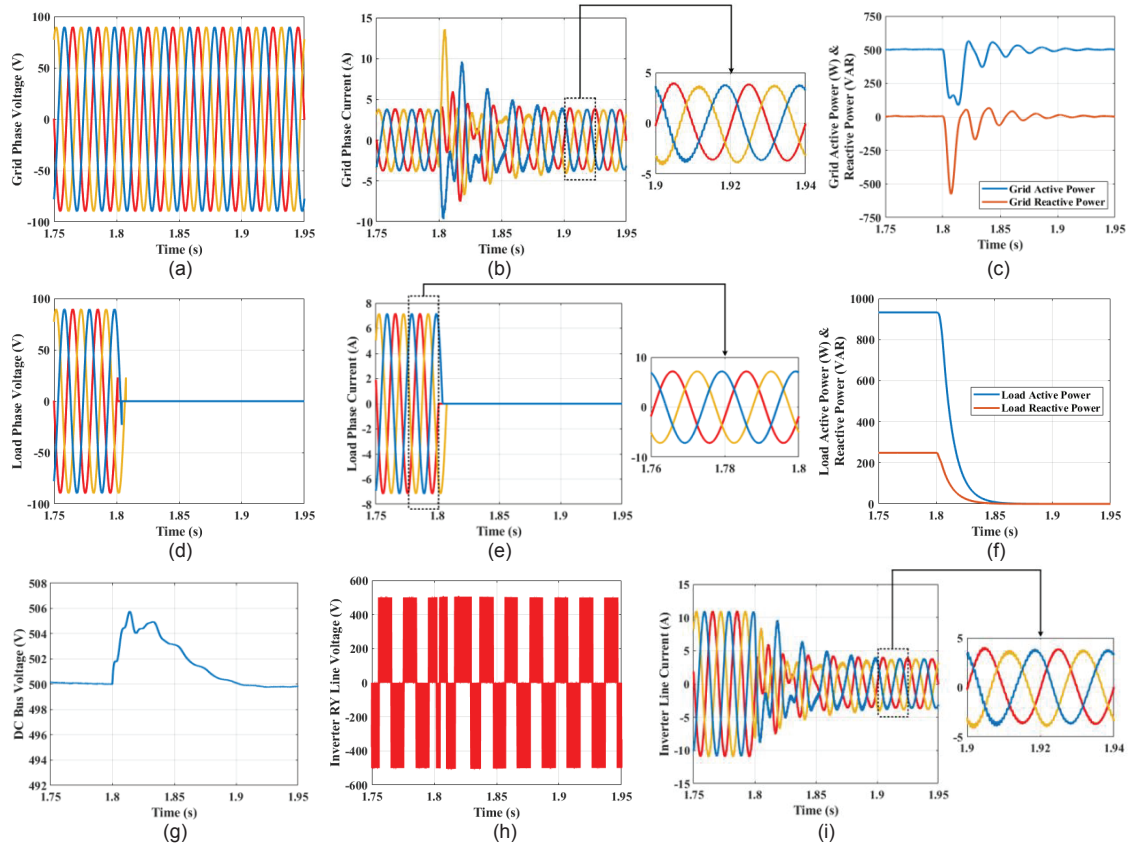 100
50
0
-50
-100
1.75 1.8 1.85 1.9 1.95
Grid Phase Voltage (V)
Time (s)
(a)
15
10
5
0
-5
-10
1.75 1.8 1.85 1.9 1.95
Grid Phase Current (A)
Time (s)
(b)
5
0
-5
1.9 1.92 1.94
750
500
250
0
-250
-500
-750
1.75 1.8 1.85 1.9 1.95
Grid Active Power (W) &
Reactive Power (VAR)
Grid Active Power
Grid Reactive Power
Time (s)
(c)
100
50
0
-50
-100
1.75 1.8 1.85 1.9 1.95
Load Phase Voltage (V)
Time (s)
(d)
8
6
4
2
0
-2
-4
-6
-8
1.75 1.8 1.85 1.9 1.95
Load Phase Current (A)
Time (s)
(e)
10
0
-10
1.76 1.78 1.8
1000
800
600
400
200
0
1.75 1.8 1.85 1.9 1.95
Load Active Power (W) &
Reactive Power (VAR)
Load Active Power
Load Reactive Power
Time (s)
(f)
508
506
504
502
500
498
496
494
492
1.75 1.8 1.85 1.9 1.95
DC Bus Voltage (V)
Time (s)
(g)
600
400
200
0
-200
-400
-600
1.75 1.8 1.85 1.9 1.95
Inverter RY Line Voltage (V)
Time (s)
(h)
15
10
5
0
-5
-10
-15
1.75 1.8 1.85 1.9 1.95
Inverter Line Current (A)
Time (s)
(i)
5
0
-5
1.9 1.92 1.94